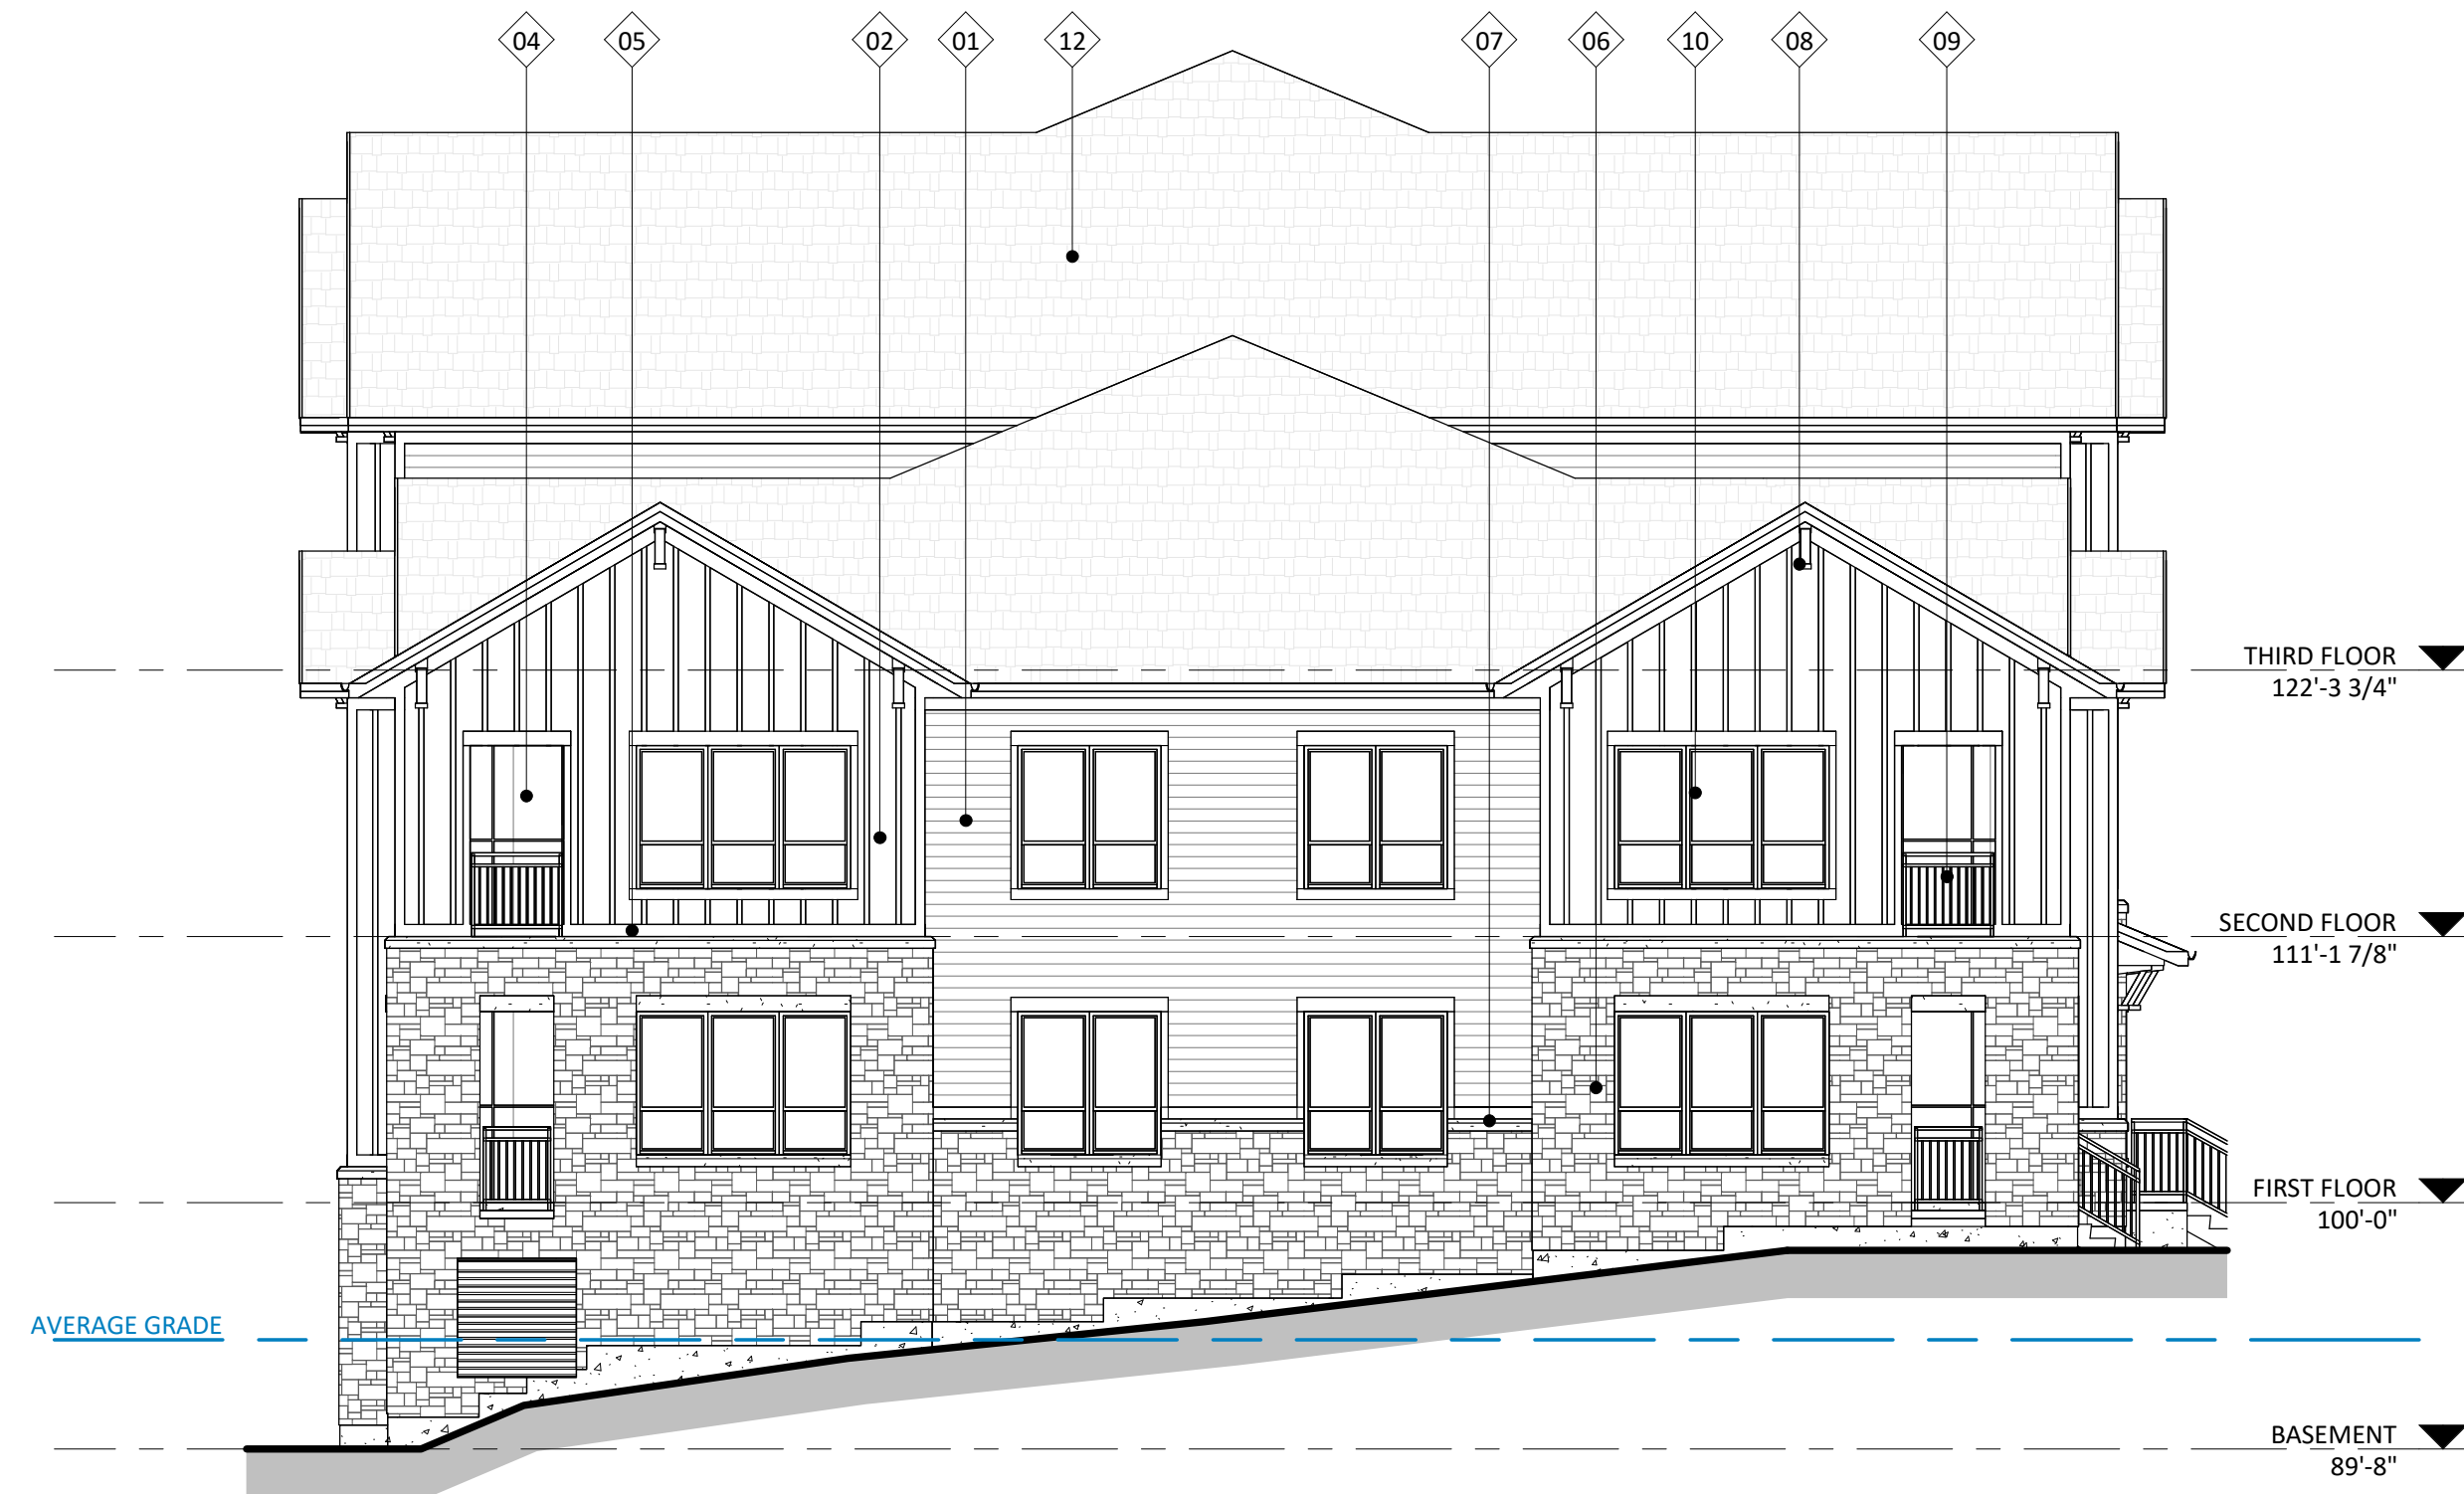 04
05
02
01
12
07
06
10
08
09
THIRD FLOOR
122'-3 3/4"
SECOND FLOOR
111'-1 7/8"
FIRST FLOOR
100'-0"
AVERAGE GRADE
BASEMENT
89'-8"